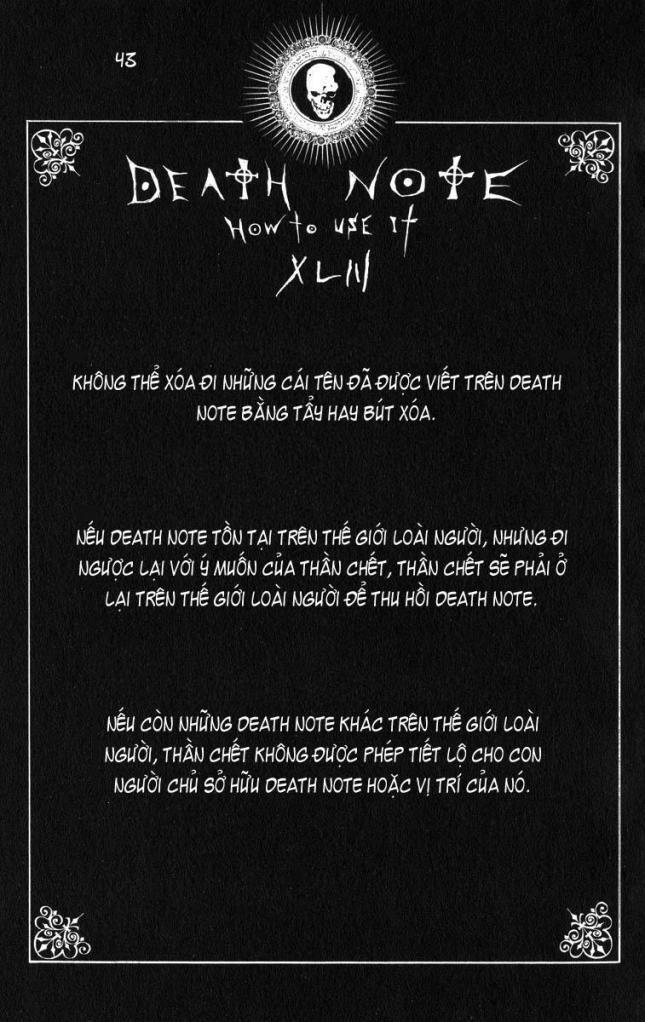 43
DEATH NOTE
HOW TO USE IT
XLIII
KHÔNG THỂ XÓA ĐI NHỮNG CÁI TÊN ĐÃ ĐƯỢC VIẾT TRÊN DEATH
NOTE BẰNG TẨY HAY BÚT XÓA.
NẾU DEATH NOTE TỒN TẠI TRÊN THẾ GIỚI LOÀI NGƯỜI, NHƯNG ĐI
NGƯỢC LẠI VỚI Ý MUỐN CỦA THẦN CHẾT, THẦN CHẾT SẼ PHẢI Ở
LẠI TRÊN THẾ GIỚI LOÀI NGƯỜI ĐỂ THU HỒI DEATH NOTE.
NẾU CÒN NHỮNG DEATH NOTE KHÁC TRÊN THẾ GIỚI LOÀI
NGƯỜI, THẦN CHẾT KHÔNG ĐƯỢC PHÉP TIẾT LỘ CHO CON
NGƯỜI CHỦ SỞ HỮU DEATH NOTE HOẶC VỊ TRÍ CỦA NÓ.